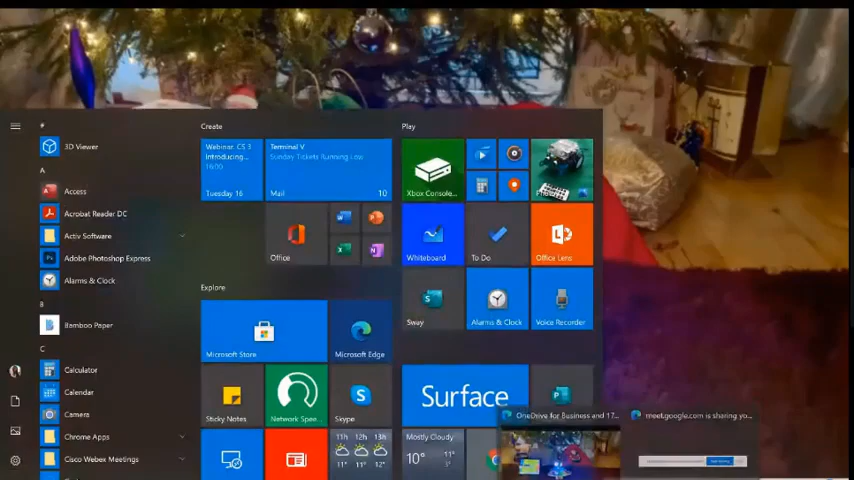 #
3D Viewer
A
Access
Acrobat Reader DC
Activ Software
Adobe Photoshop Express
Alarms & Clock
B
Bamboo Paper
C
Calculator
Calendar
Camera
Chrome Apps
Cisco Webex Meetings
Create
Webinar: CS 3
Introducing...
16:00
Tuesday 16
Terminal V
Sunday Tickets Running Low
Mail
10
Office
Explore
Microsoft Store
Microsoft Edge
Sticky Notes
Network Spee...
Skype
11h 12h 13h
11° 11° 11°
Play
Xbox Console...
Whiteboard
To Do
Office Lens
Sway
Alarms & Clock
Voice Recorder
Surface
Mostly Cloudy
10°
11°
OneDrive for Business and 17...
meet.google.com is sharing yo...